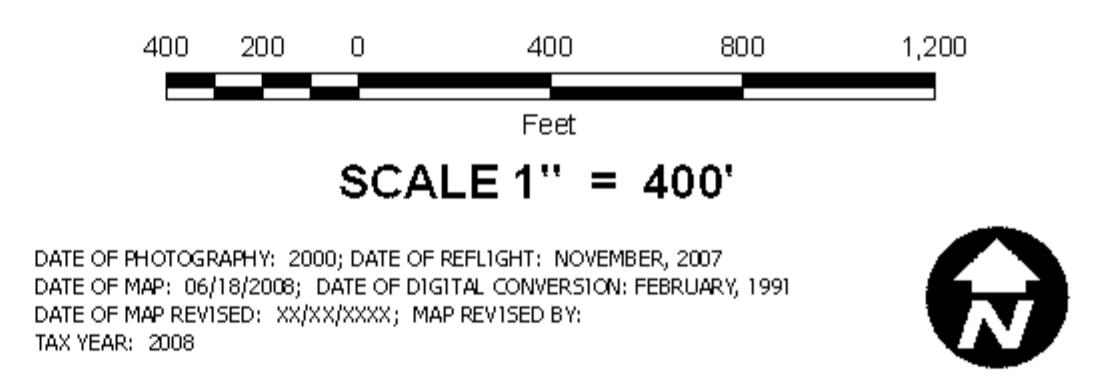 400 200 0 400 800 1,200
Feet
SCALE 1" = 400'
DATE OF PHOTOGRAPHY: 2000; DATE OF REFLIGHT: NOVEMBER, 2007
DATE OF MAP: 06/18/2008; DATE OF DIGITAL CONVERSION: FEBRUARY, 1991
DATE OF MAP REVISED: XX/XX/XXXX; MAP REVISED BY:
TAX YEAR: 2008
N